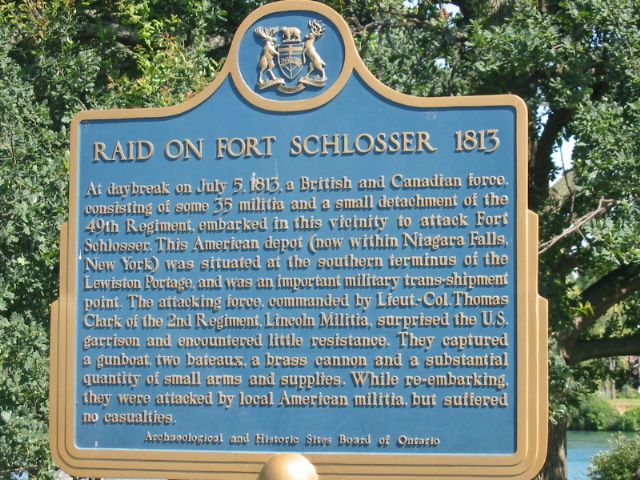 RAID ON FORT SCHLOSSER 1813
At daybreak on July 5, 1813, a British and Canadian force,
consisting of some 35 militia and a small detachment of the
49th Regiment, embarked in this vicinity to attack Fort
Schlosser. This American depot (now within Niagara Falls,
New York) was situated at the southern terminus of the
Lewiston Portage, and was an important military trans-shipment
point. The attacking force, commanded by Lieut.-Col. Thomas
Clark of the 2nd Regiment, Lincoln Militia, surprised the U.S.
garrison and encountered little resistance. They captured
a gunboat, two bateaux, a brass cannon and a substantial
quantity of small arms and supplies. While re-embarking,
they were attacked by local American militia, but suffered
no casualties.
Archaeological and Historic Sites Board of Ontario